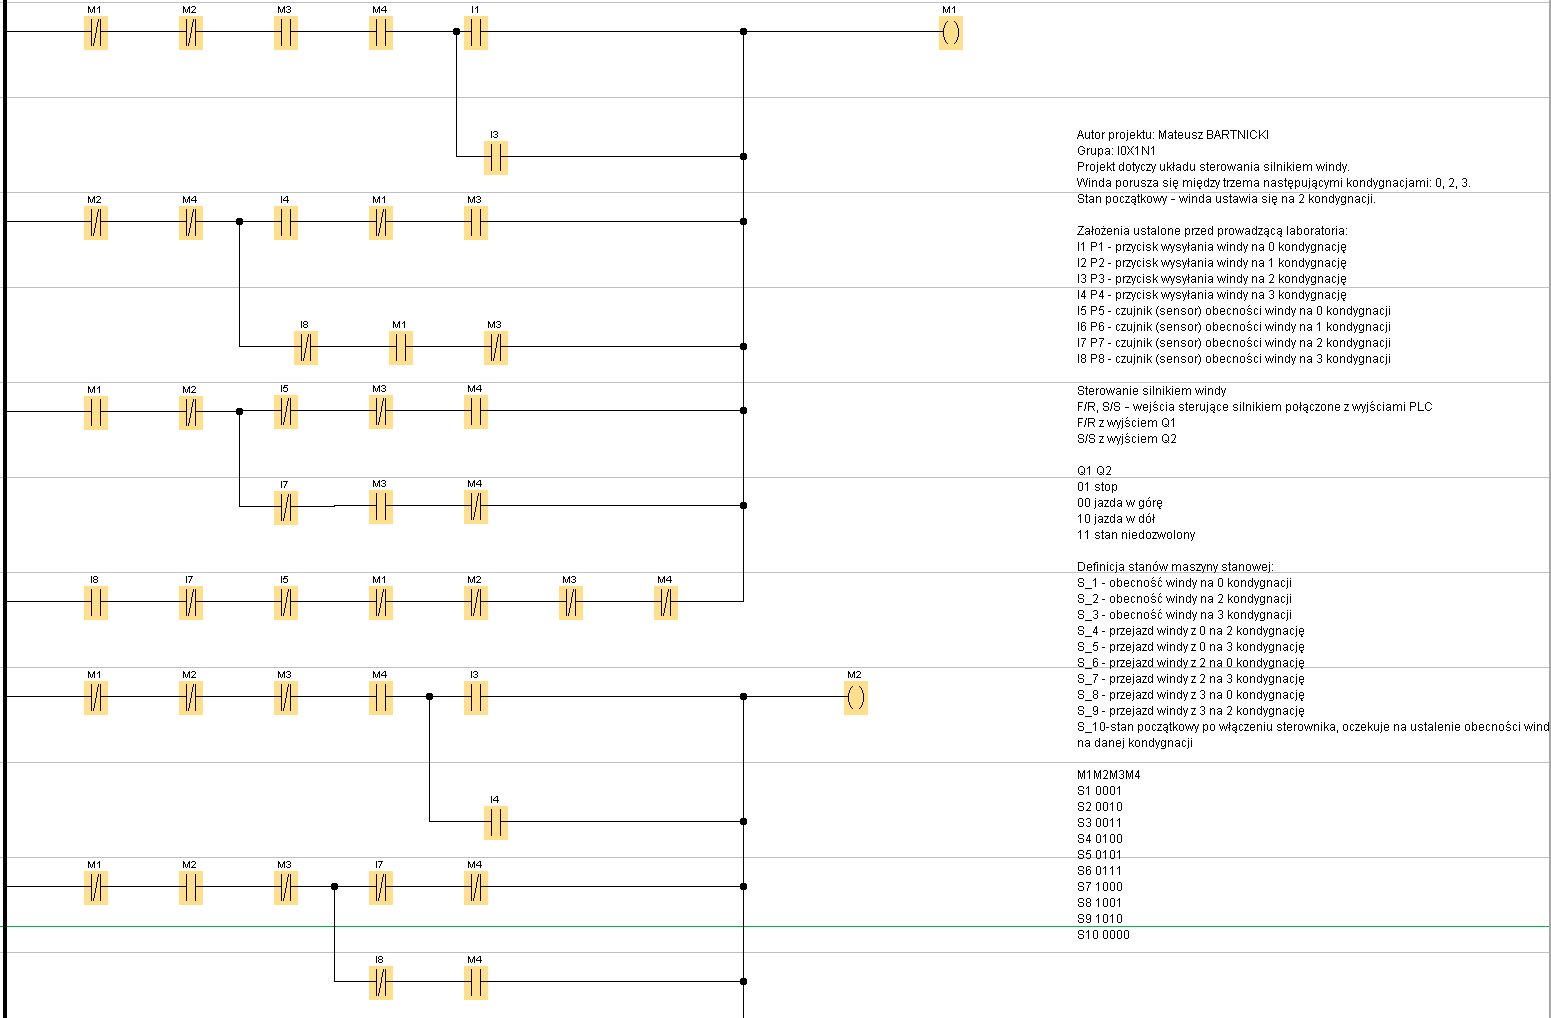 M1 M2 M3 M4 I1 M1
I3
M2 M4 I4 M1 M3
I8 M1 M3
M1 M2 I5 M3 M4
I7 M3 M4
I8 I7 I5 M1 M2 M3 M4
M1 M2 M3 M4 I3 M2
I4
M1 M2 M3 I7 M4
I8 M4
Autor projektu: Mateusz BARTNICKI
Grupa: I0X1N1
Projekt dotyczy układu sterowania silnikiem windy.
Winda porusza się między trzema następującymi kondygnacjami: 0, 2, 3.
Stan początkowy - winda ustawia się na 2 kondygnacji.
Założenia ustalone przed prowadzącą laboratoria:
I1 P1 - przycisk wysyłania windy na 0 kondygnację
I2 P2 - przycisk wysyłania windy na 1 kondygnację
I3 P3 - przycisk wysyłania windy na 2 kondygnację
I4 P4 - przycisk wysyłania windy na 3 kondygnację
I5 P5 - czujnik (sensor) obecności windy na 0 kondygnacji
I6 P6 - czujnik (sensor) obecności windy na 1 kondygnacji
I7 P7 - czujnik (sensor) obecności windy na 2 kondygnacji
I8 P8 - czujnik (sensor) obecności windy na 3 kondygnacji
Sterowanie silnikiem windy
F/R, S/S - wejścia sterujące silnikiem połączone z wyjściami PLC
F/R z wyjściem Q1
S/S z wyjściem Q2
Q1 Q2
01 stop
00 jazda w górę
10 jazda w dół
11 stan niedozwolony
Definicja stanów maszyny stanowej:
S_1 - obecność windy na 0 kondygnacji
S_2 - obecność windy na 2 kondygnacji
S_3 - obecność windy na 3 kondygnacji
S_4 - przejazd windy z 0 na 2 kondygnację
S_5 - przejazd windy z 0 na 3 kondygnację
S_6 - przejazd windy z 2 na 0 kondygnację
S_7 - przejazd windy z 2 na 3 kondygnację
S_8 - przejazd windy z 3 na 0 kondygnację
S_9 - przejazd windy z 3 na 2 kondygnację
S_10-stan początkowy po włączeniu sterownika, oczekuje na ustalenie obecności wind
na danej kondygnacji
M1M2M3M4
S1 0001
S2 0010
S3 0011
S4 0100
S5 0101
S6 0111
S7 1000
S8 1001
S9 1010
S10 0000